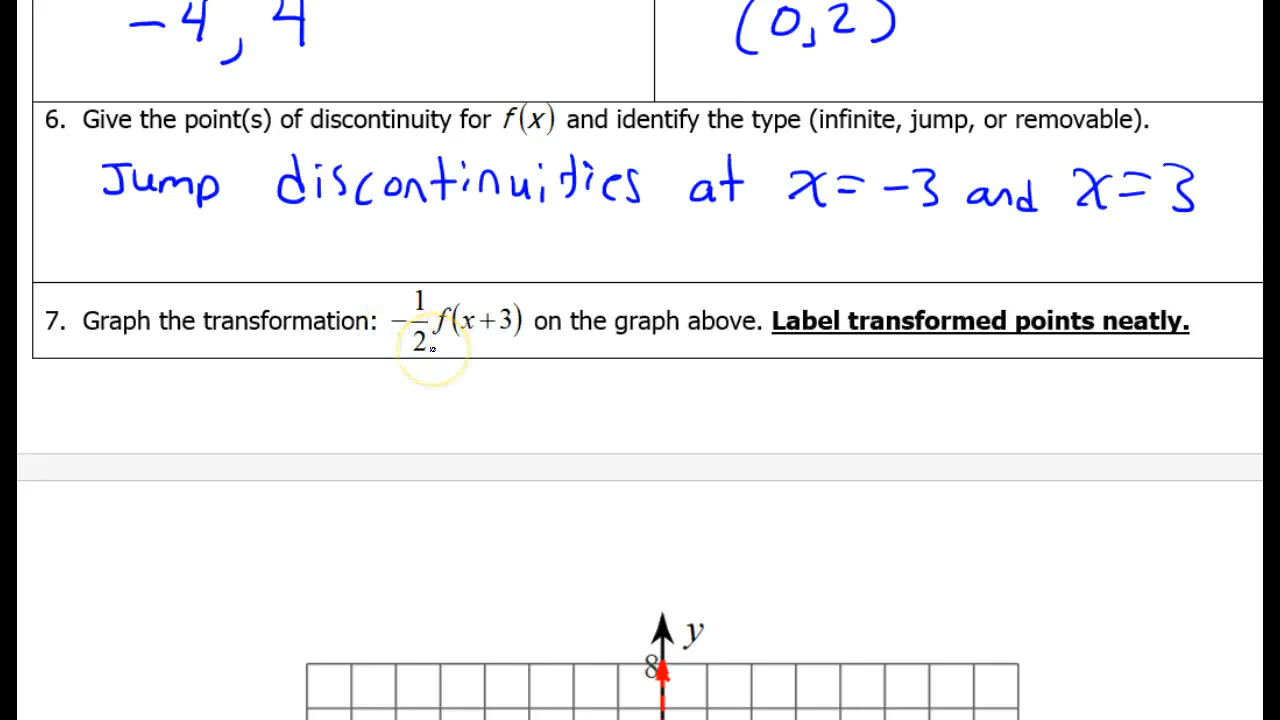 -4, 4
(0,2)
6. Give the point(s) of discontinuity for f(x) and identify the type (infinite, jump, or removable).
Jump discontinuities at x=-3 and x=3
7. Graph the transformation: -1/2 f(x+3) on the graph above. Label transformed points neatly.
y
8